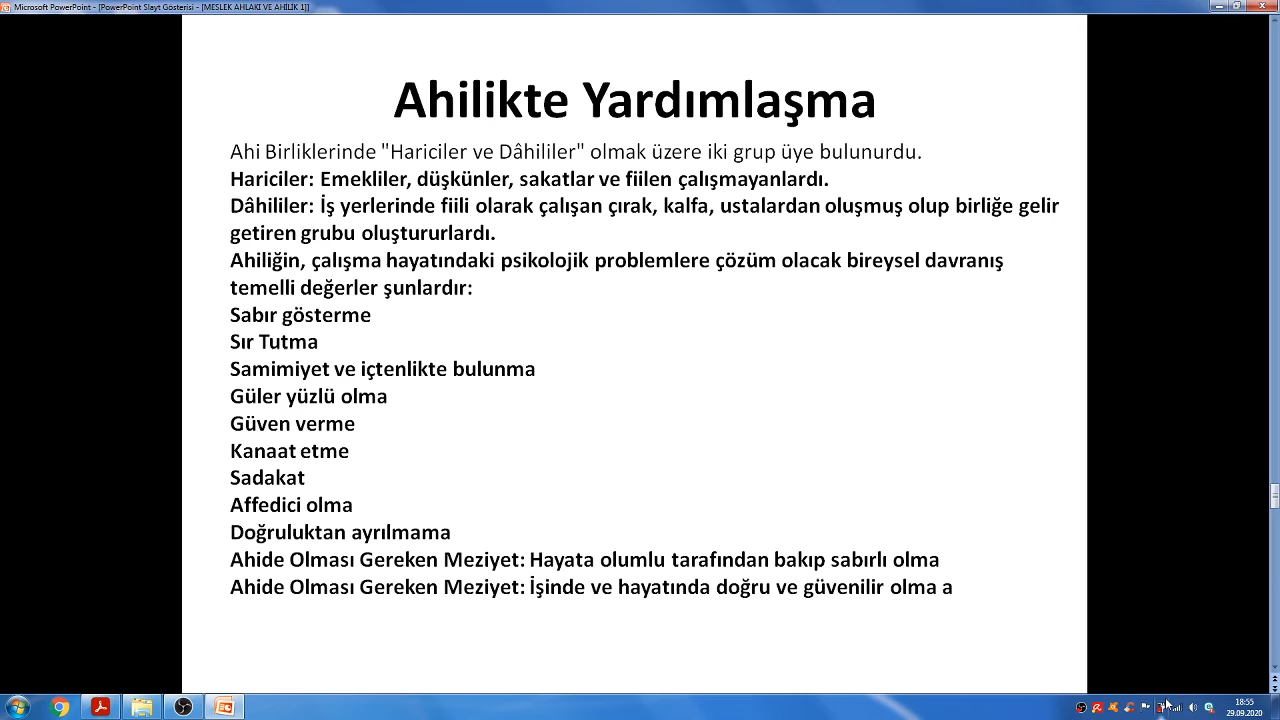 Microsoft PowerPoint - [PowerPoint Slayt Gösterisi - [MESLEK AHLAKI VE AHİLİK 1]]
Ahilikte Yardımlaşma
Ahi Birliklerinde "Hariciler ve Dâhililer" olmak üzere iki grup üye bulunurdu.
Hariciler: Emekliler, düşkünler, sakatlar ve fiilen çalışmayanlardı.
Dâhililer: İş yerlerinde fiili olarak çalışan çırak, kalfa, ustalardan oluşmuş olup birliğe gelir
getiren grubu oluştururlardı.
Ahiliğin, çalışma hayatındaki psikolojik problemlere çözüm olacak bireysel davranış
temelli değerler şunlardır:
Sabır gösterme
Sır Tutma
Samimiyet ve içtenlikte bulunma
Güler yüzlü olma
Güven verme
Kanaat etme
Sadakat
Affedici olma
Doğruluktan ayrılmama
Ahide Olması Gereken Meziyet: Hayata olumlu tarafından bakıp sabırlı olma
Ahide Olması Gereken Meziyet: İşinde ve hayatında doğru ve güvenilir olma a
18:55
29.09.2020